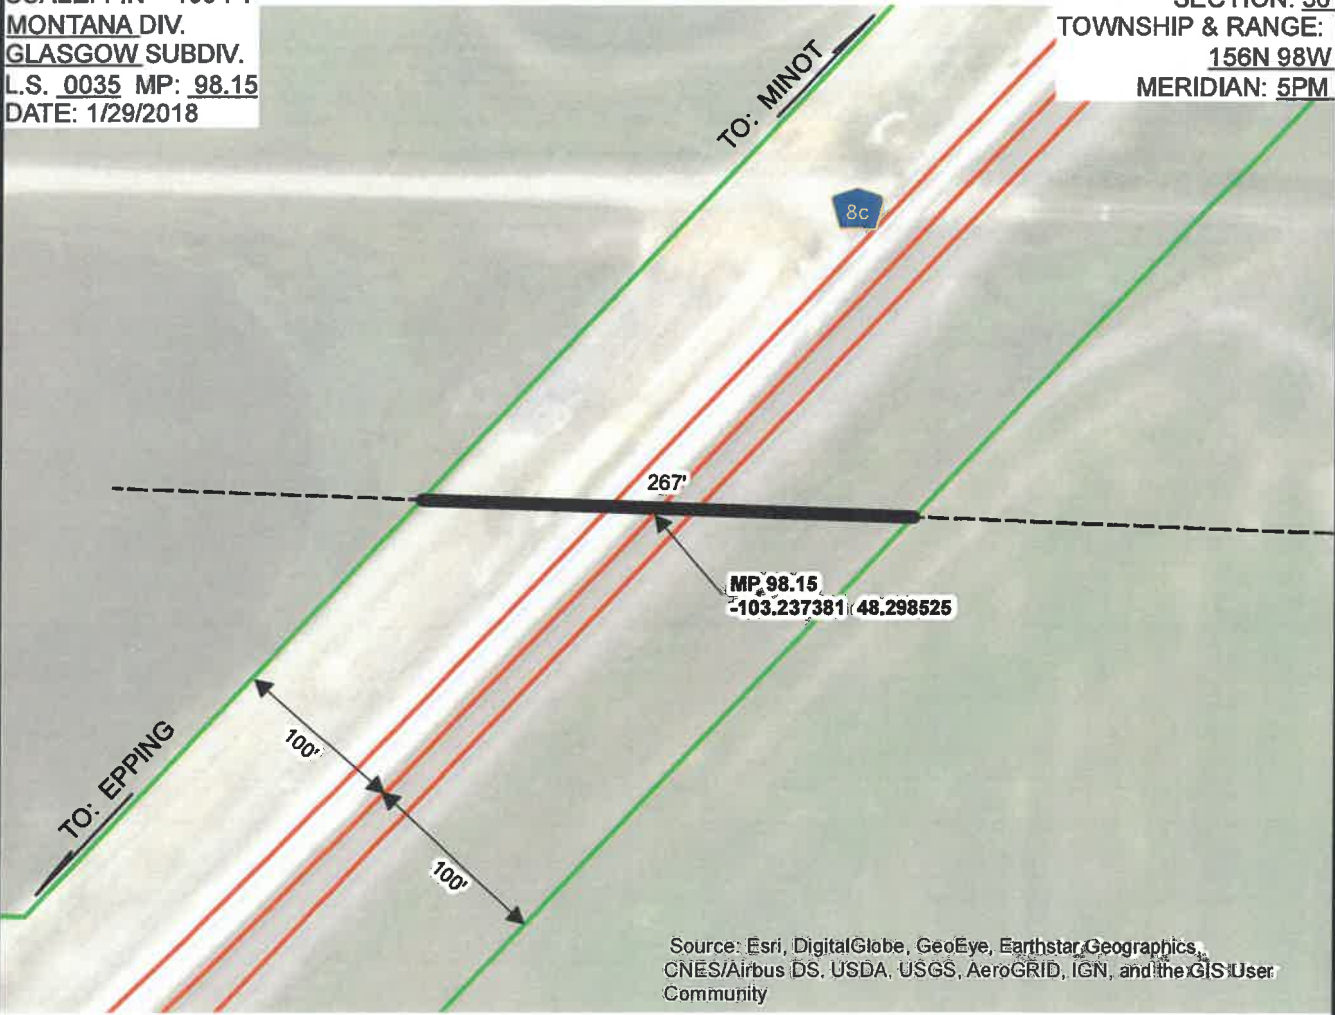 MONTANA DIV.
GLASGOW SUBDIV.
L.S. 0035 MP: 98.15
DATE: 1/29/2018
TOWNSHIP & RANGE:
156N 98W
MERIDIAN: 5PM
TO: MINOT
8c
267'
MP 98.15
-103.237381 48.298525
100'
TO: EPPING
100'
Source: Esri, DigitalGlobe, GeoEye, Earthstar Geographics,
CNES/Airbus DS, USDA, USGS, AeroGRID, IGN, and the GIS User
Community